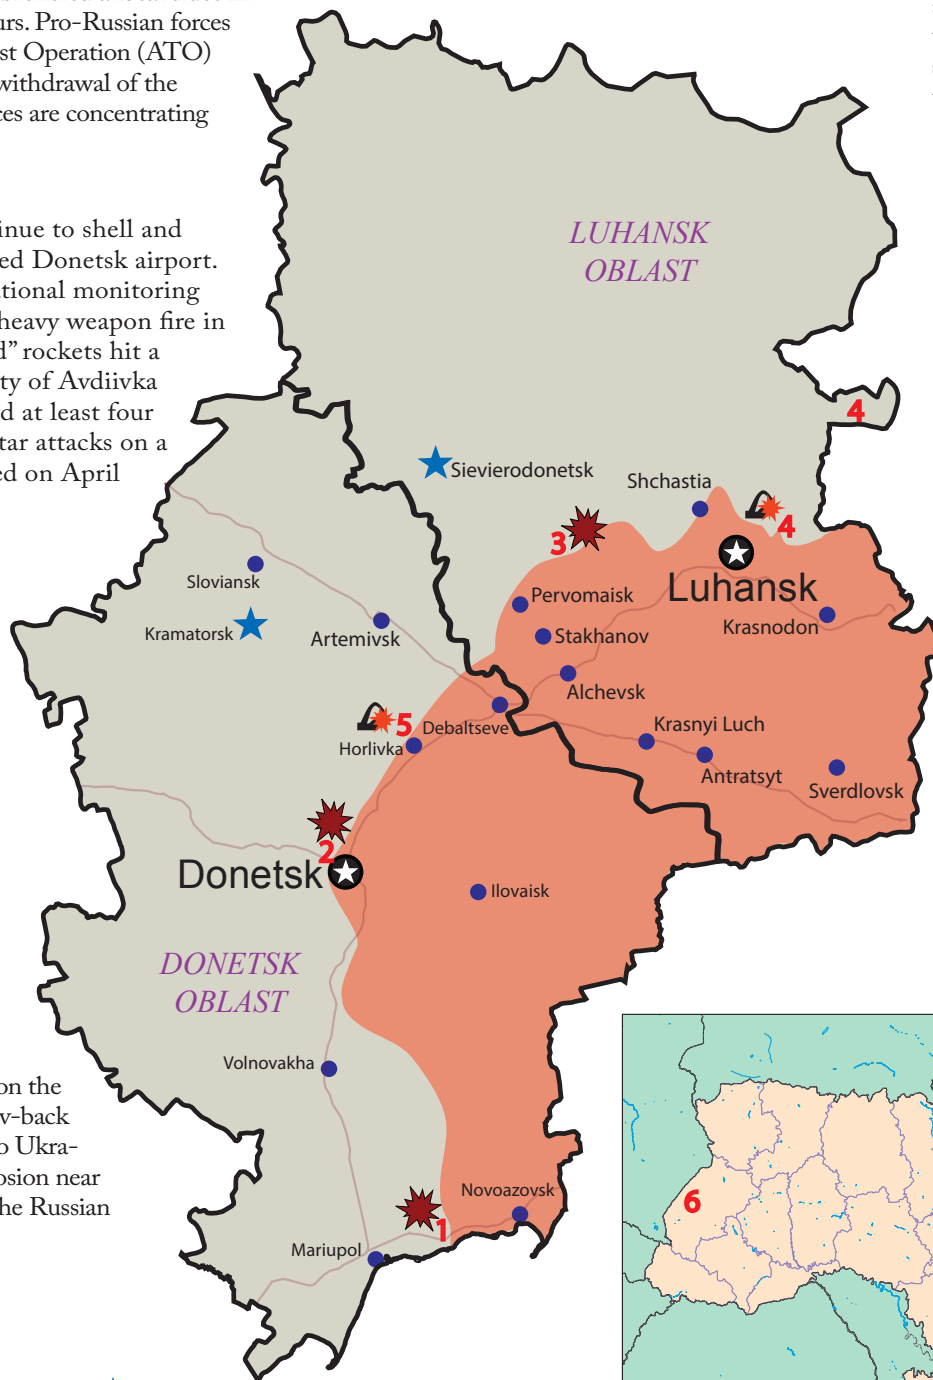 urs. Pro-Russian forces
st Operation (ATO)
withdrawal of the
ces are concentrating
inue to shell and
ed Donetsk airport.
ational monitoring
heavy weapon fire in
d” rockets hit a
ty of Avdiivka
d at least four
tar attacks on a
ed on April
on the
v-back
o Ukra-
osion near
he Russian
LUHANSK
OBLAST
4
Sievierodonetsk
Shchastia
3
4
Luhansk
Sloviansk
Kramatorsk
Artemivsk
Pervomaisk
Stakhanov
Krasnodon
Alchevsk
5
Debaltseve
Horlivka
Krasnyi Luch
Antratsyt
Sverdlovsk
2
Donetsk
Ilovaisk
DONETSK
OBLAST
Volnovakha
Novoazovsk
1
Mariupol
6